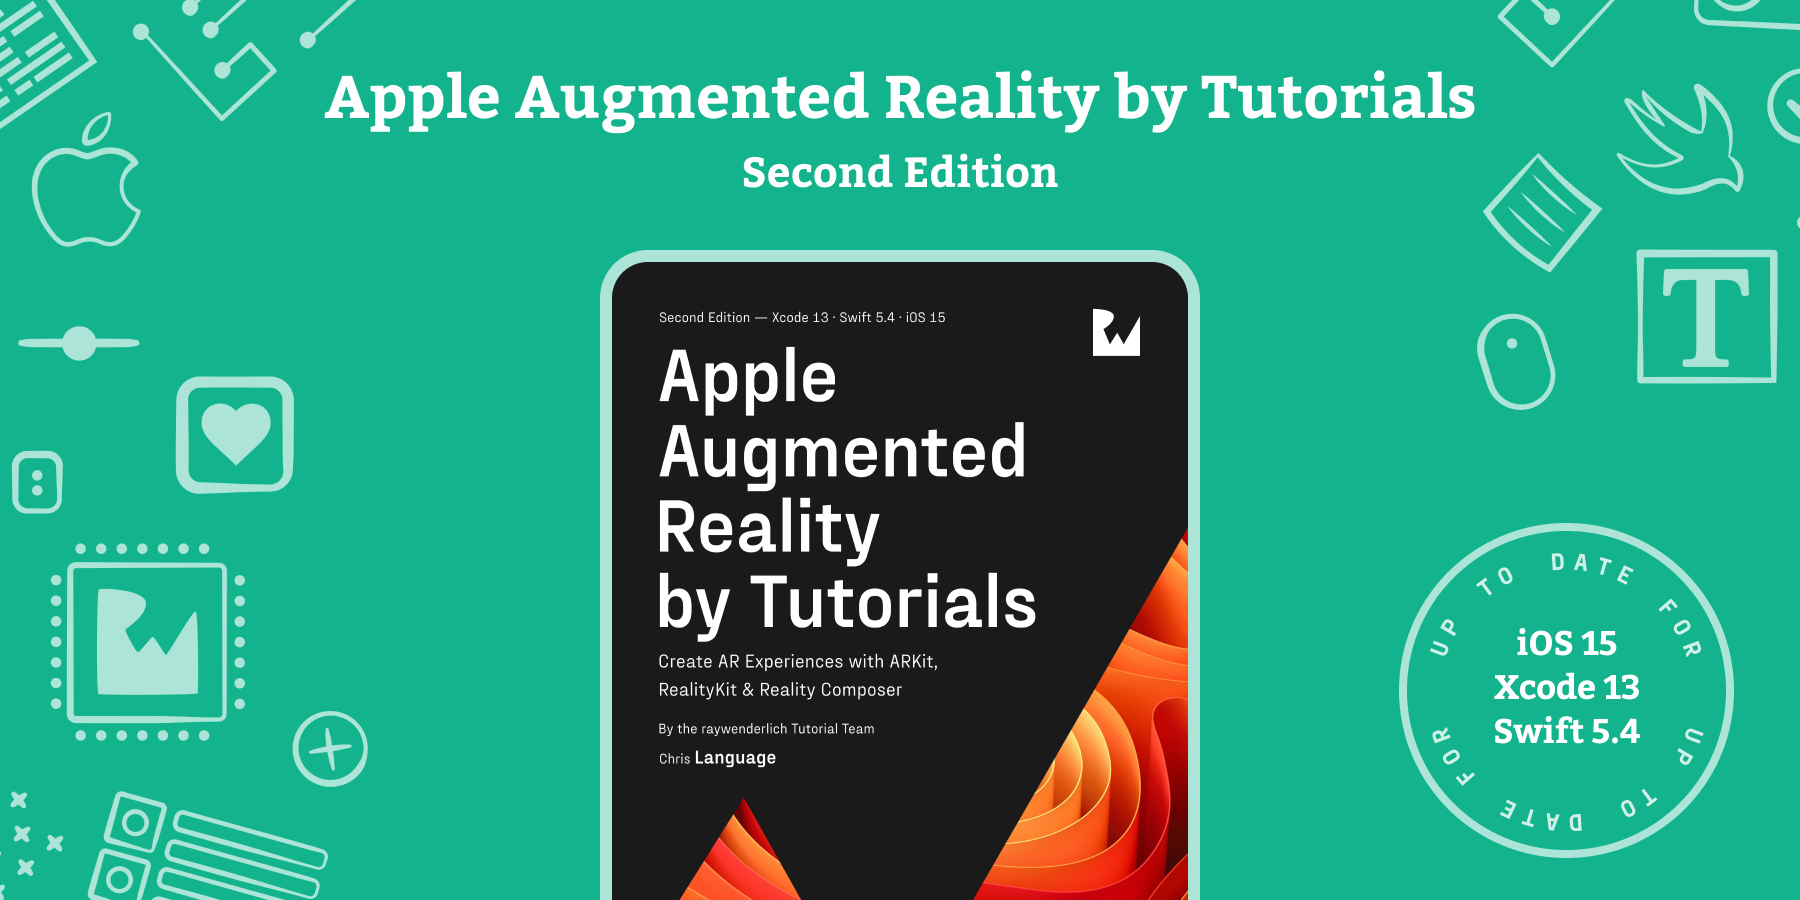 Apple Augmented Reality by Tutorials
Second Edition
Second Edition — Xcode 13 · Swift 5.4 · iOS 15
Apple
Augmented
Reality
by Tutorials
Create AR Experiences with ARKit,
RealityKit & Reality Composer
By the raywenderlich Tutorial Team
Chris Language
T
UP TO DATE FOR
iOS 15
Xcode 13
Swift 5.4
UP TO DATE FOR